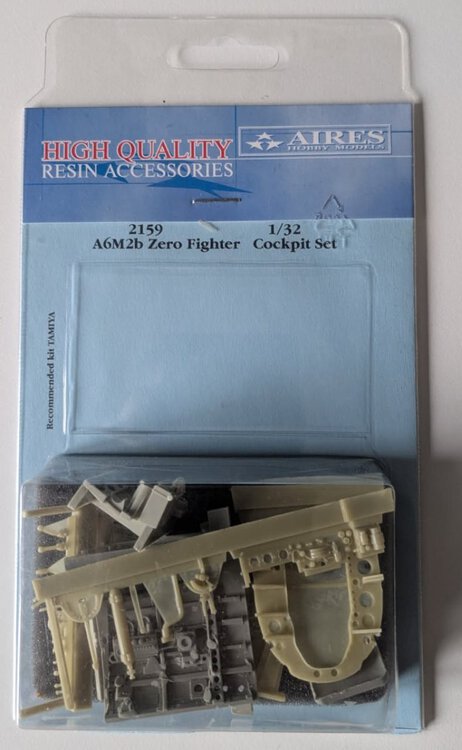 HIGH QUALITY
RESIN ACCESSORIES
AIRES
HOBBY MODELS
2159 1/32
A6M2b Zero Fighter Cockpit Set
Recommended kit TAMIYA